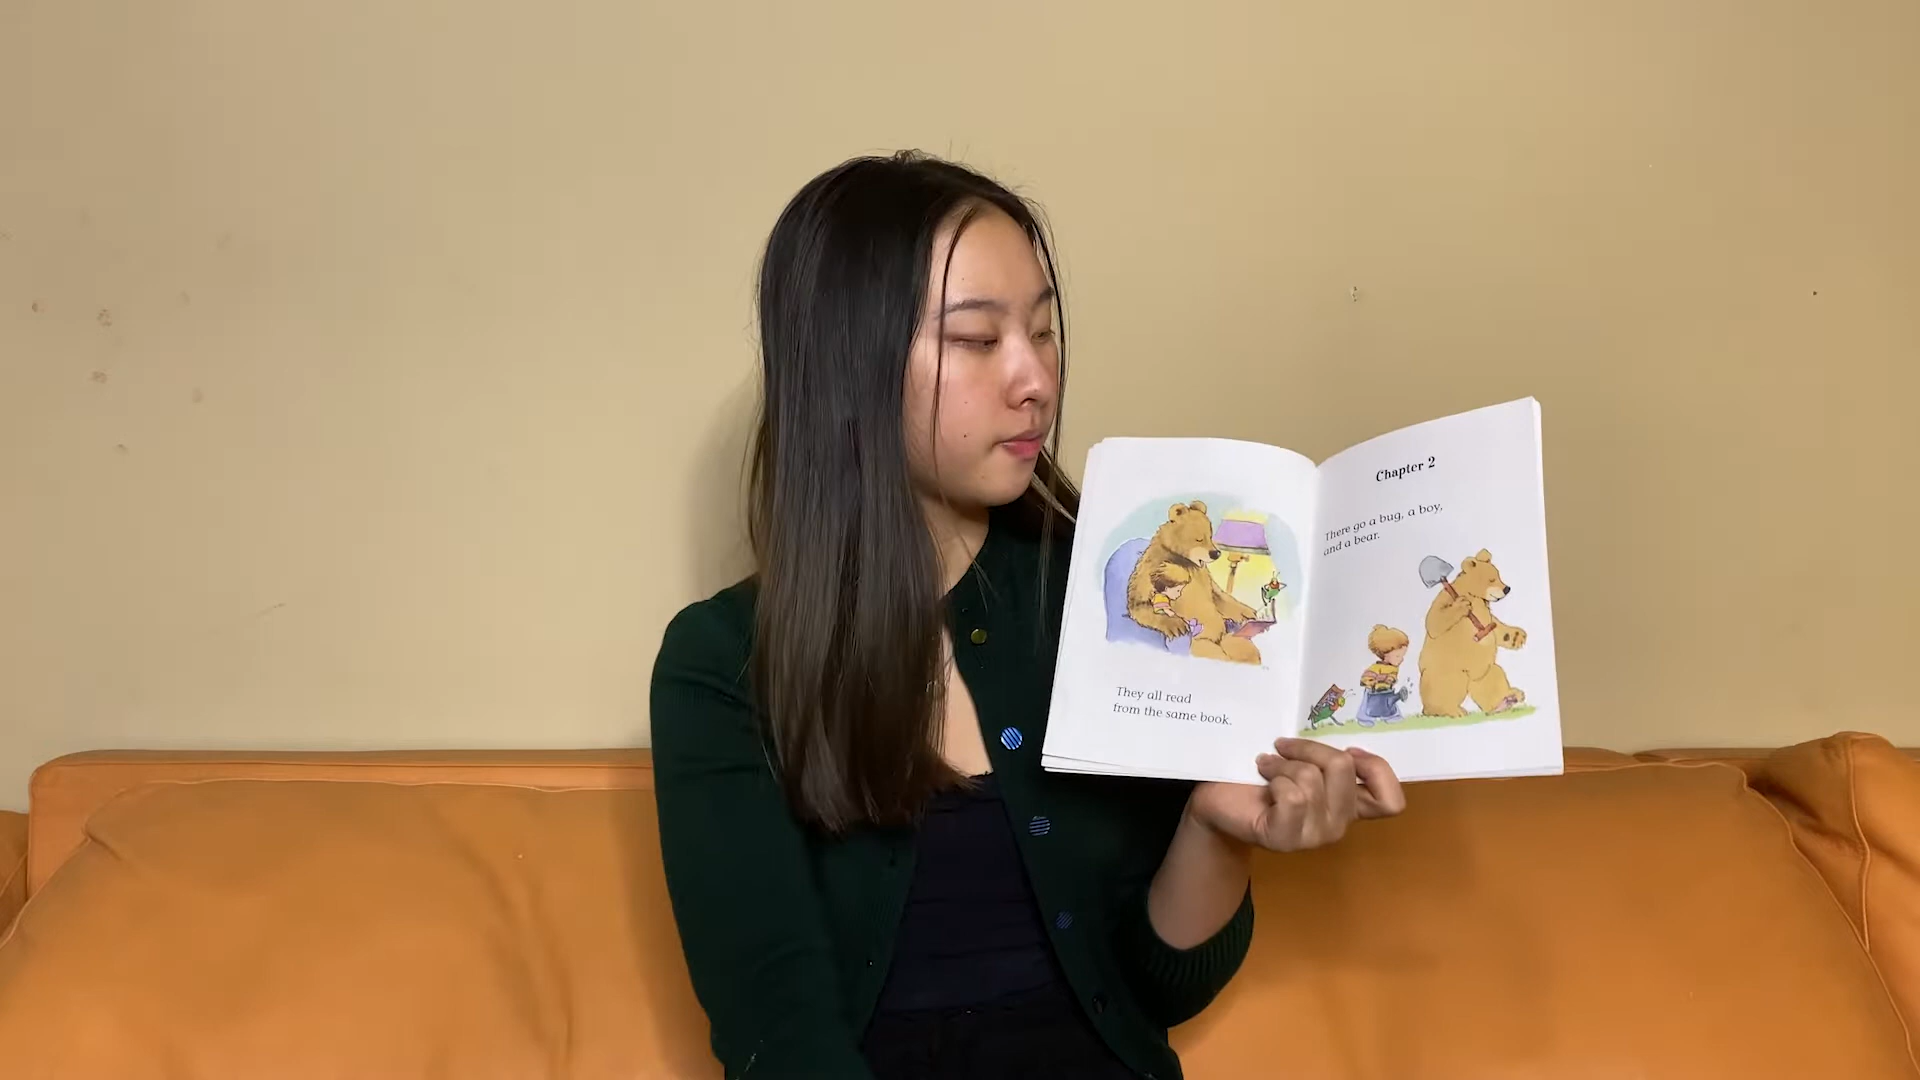 They all read
from the same book.
Chapter 2
There go a bug, a boy,
and a bear.